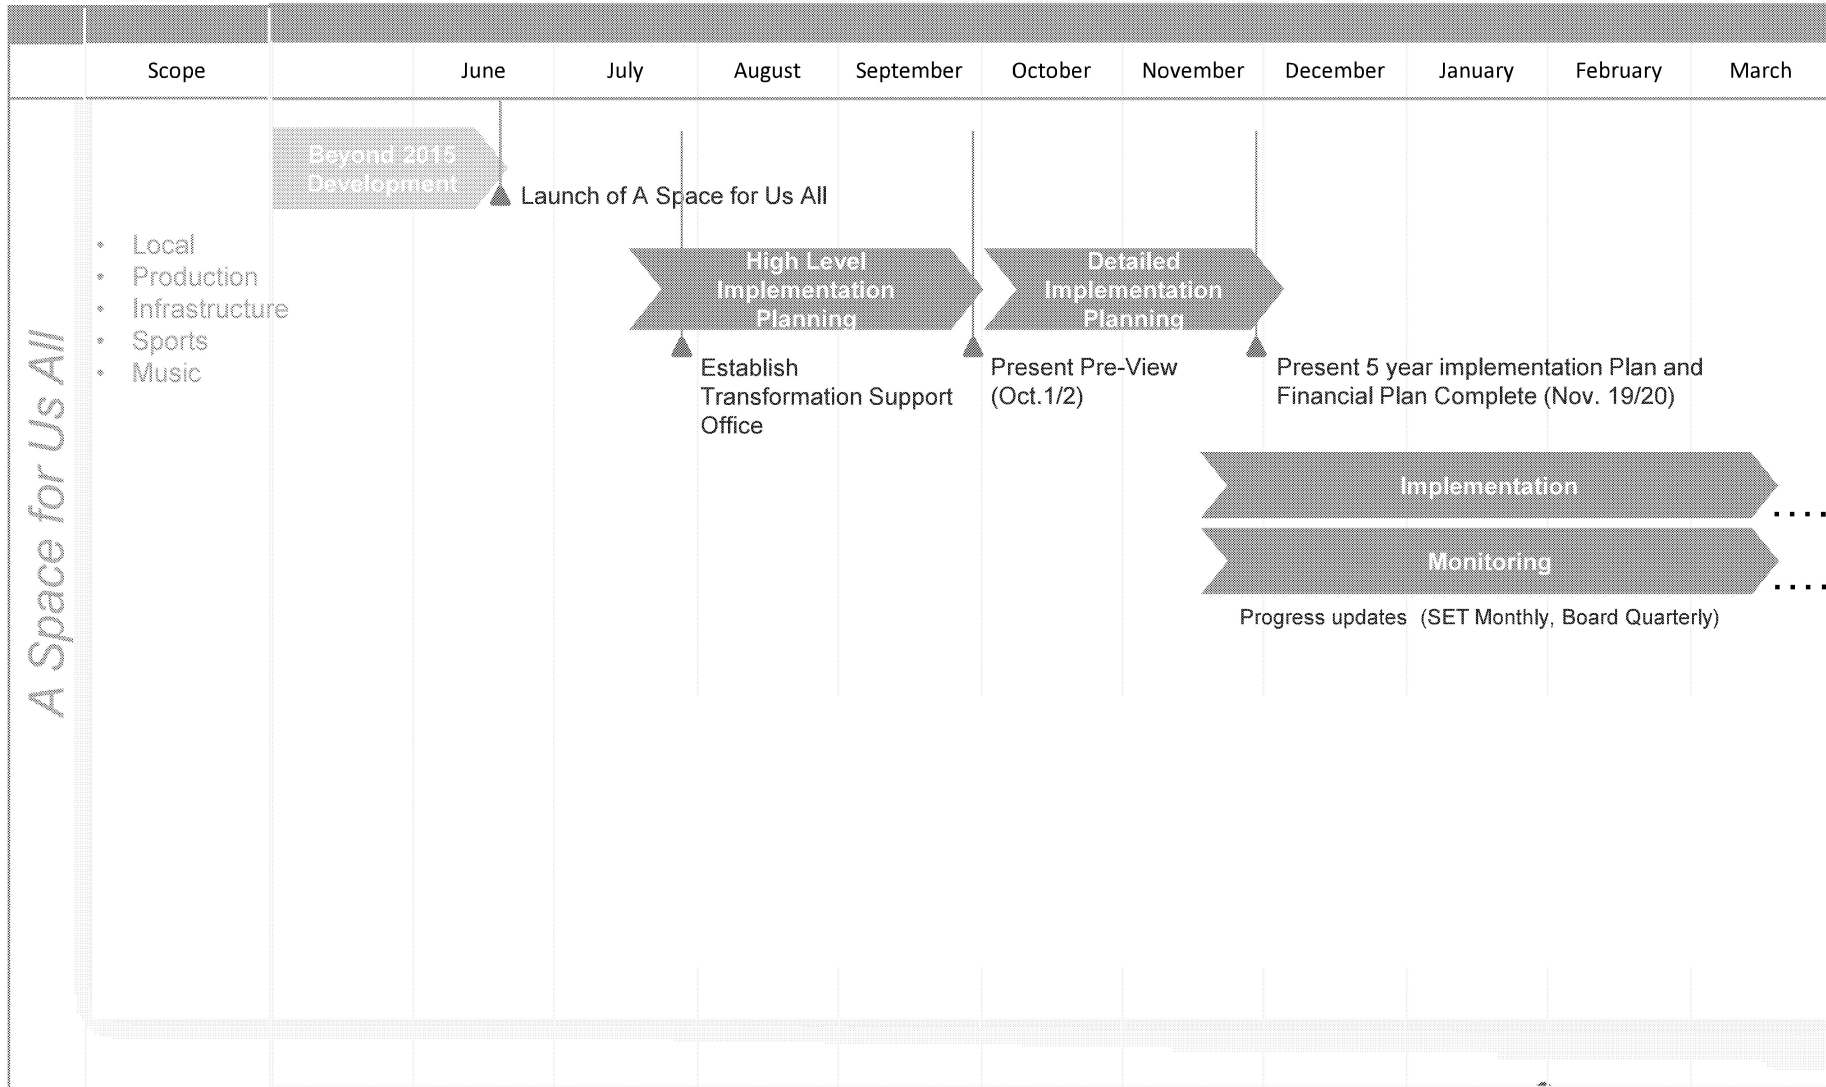 Scope June July August September October November December January February March
A Space for Us All
Beyond 2015
Development
Launch of A Space for Us All
• Local
• Production
• Infrastructure
• Sports
• Music
High Level
Implementation
Planning
Detailed
Implementation
Planning
Establish
Transformation Support
Office
Present Pre-View
(Oct.1/2)
Present 5 year implementation Plan and
Financial Plan Complete (Nov. 19/20)
Implementation
....
Monitoring
....
Progress updates (SET Monthly, Board Quarterly)